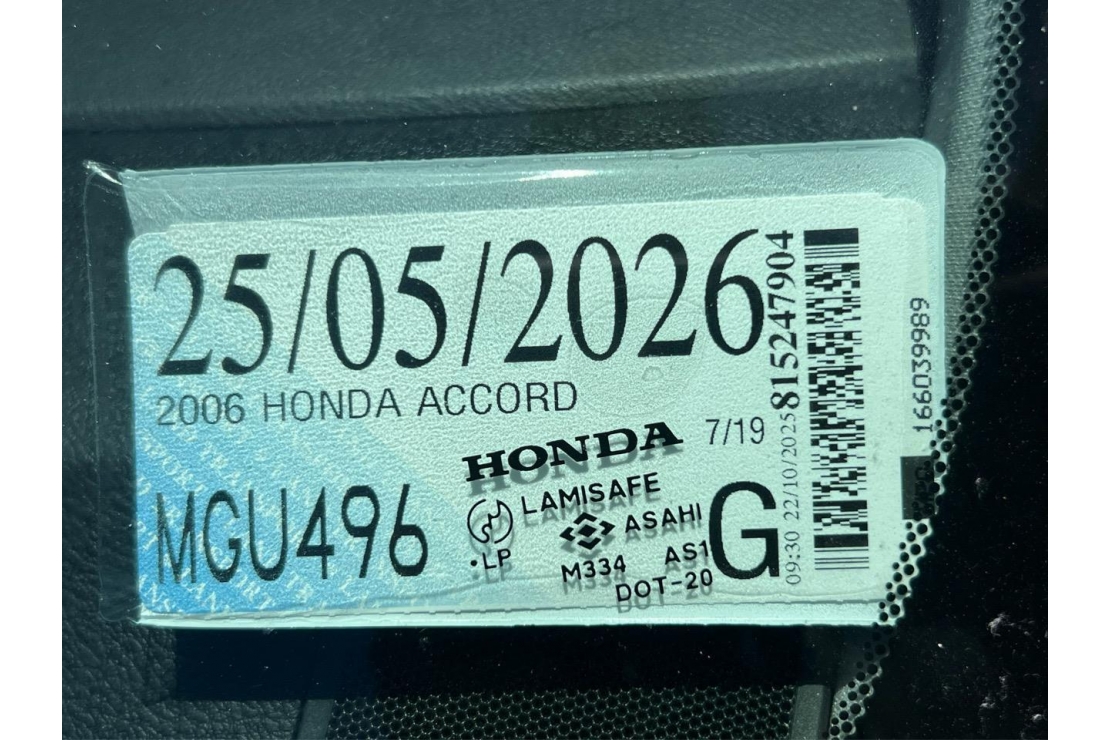 25/05/2026
2006 HONDA ACCORD
7/19
HONDA
LAMISAFE
ASAHI
LP
M334 AS1
DOT-20
MGU496
G
815247904
09:30 22/10/2025
166039989